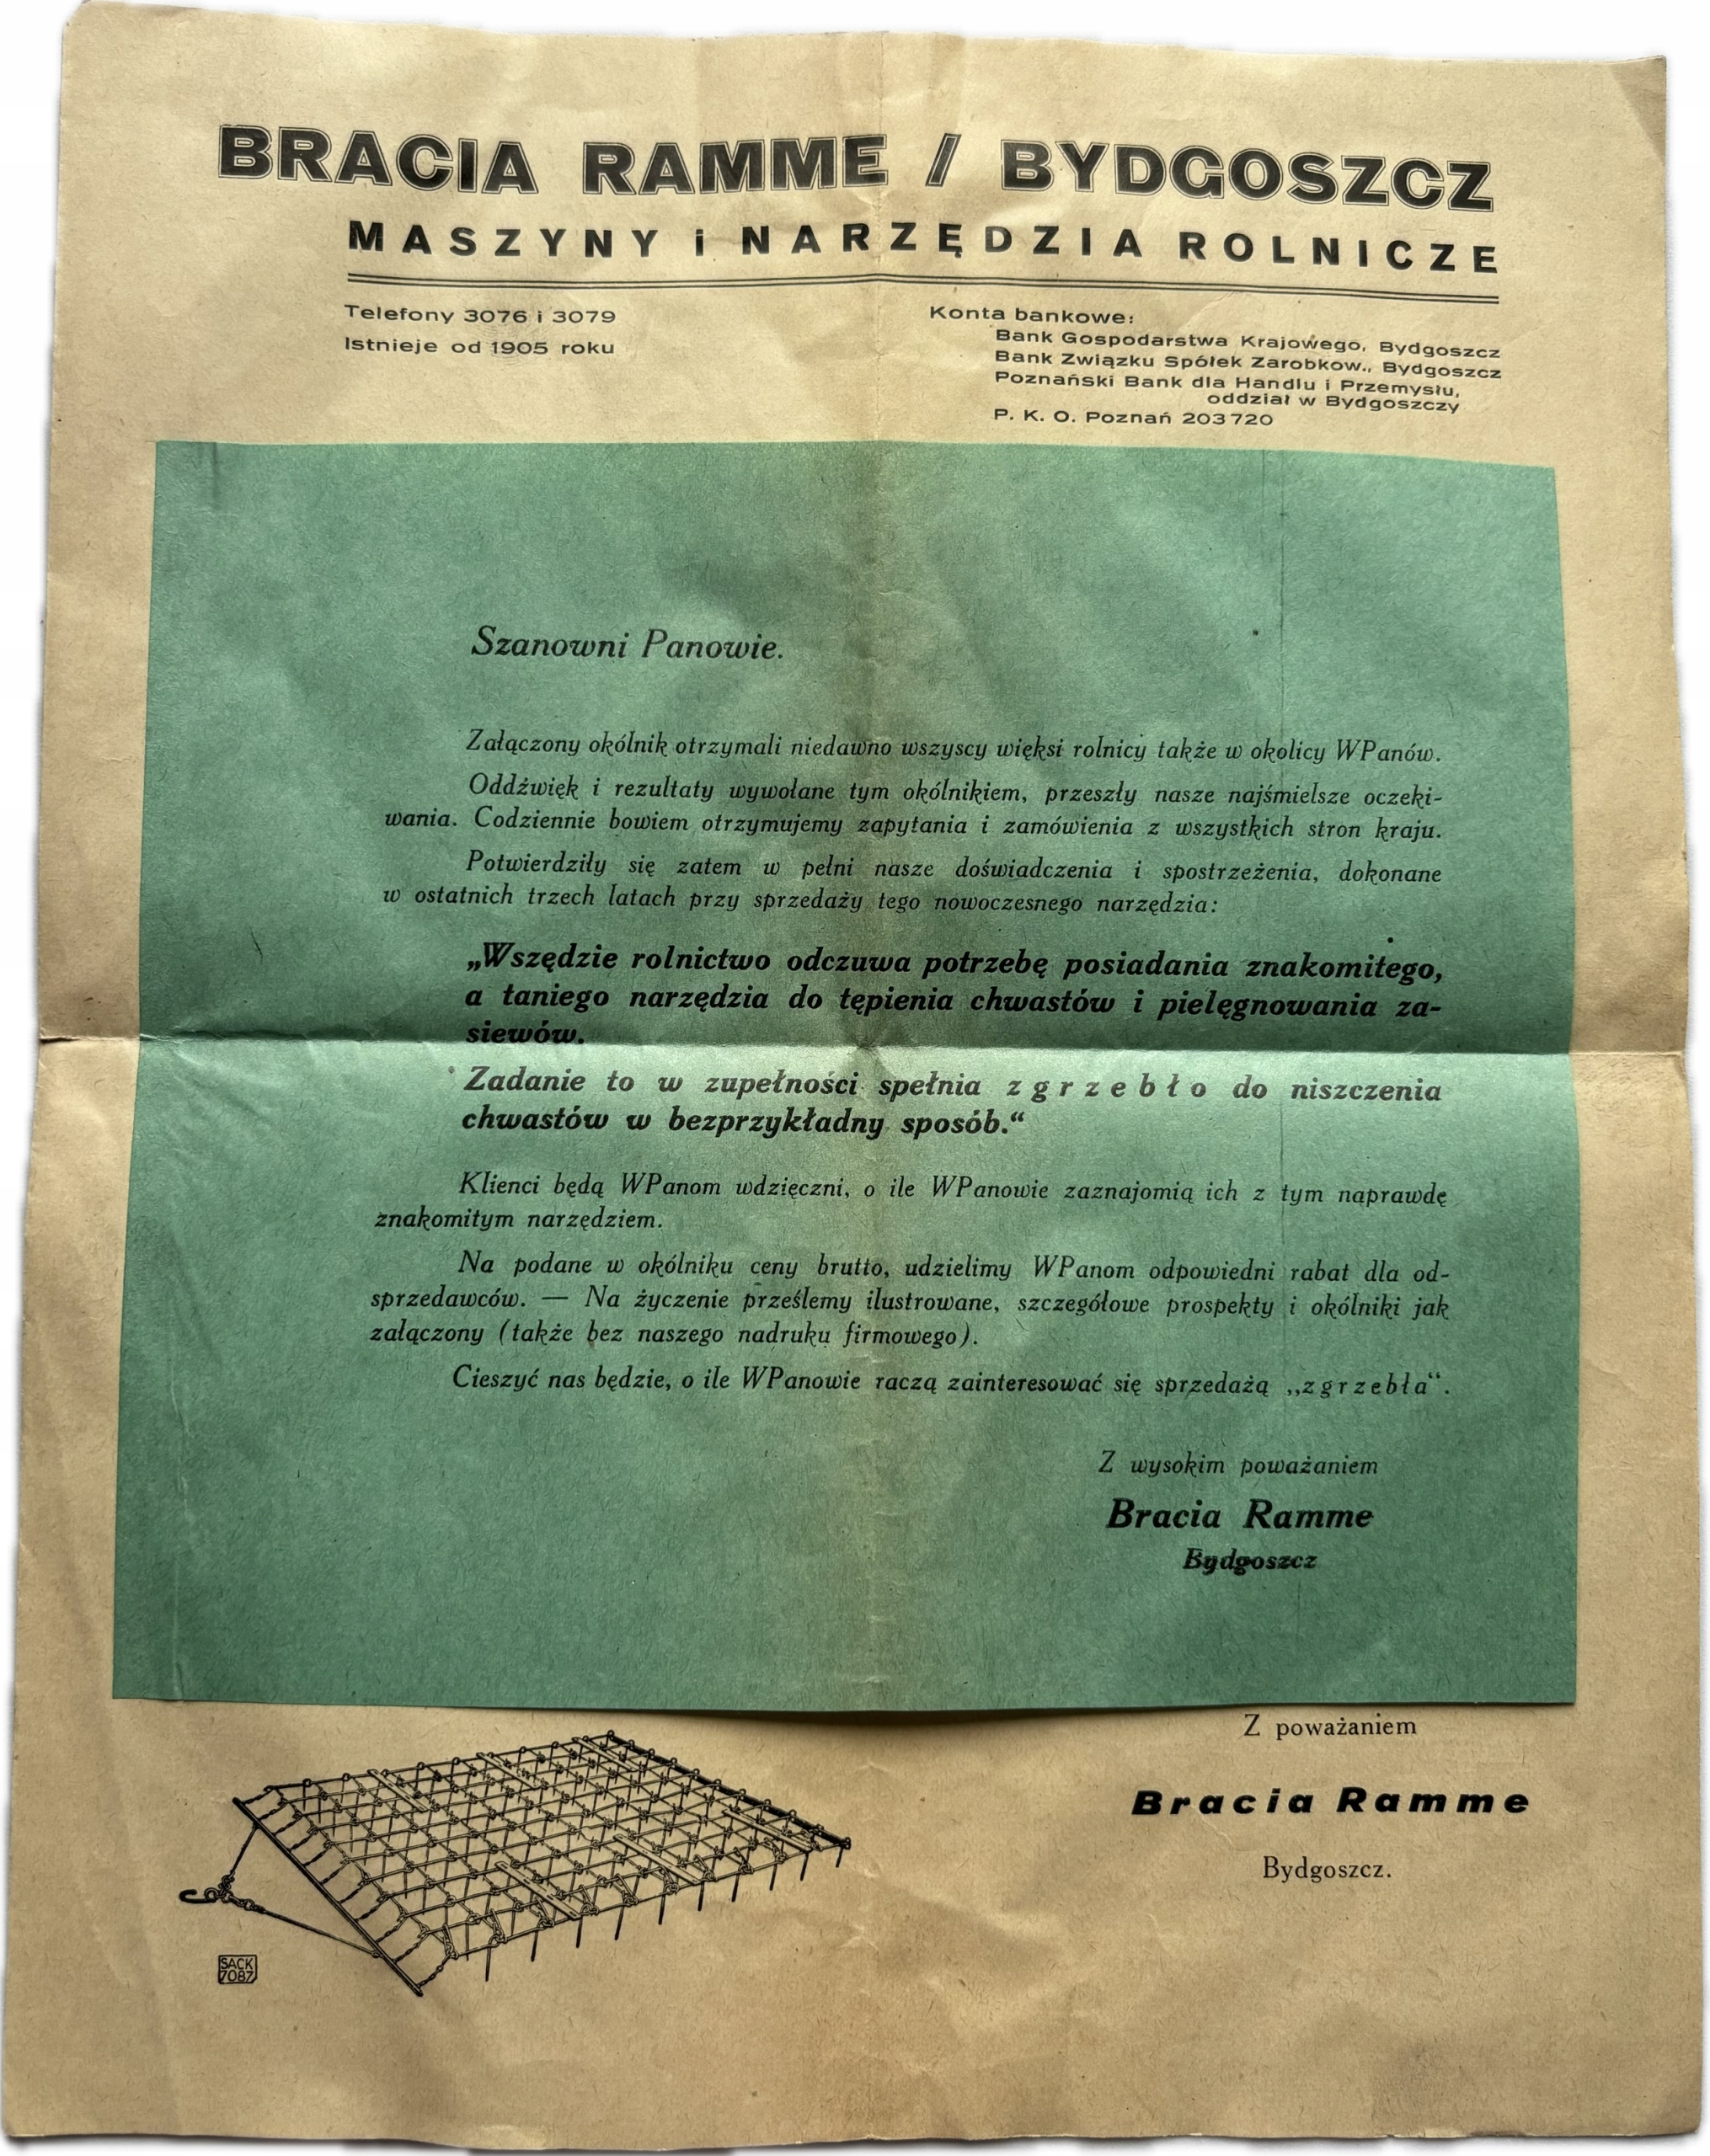 BRACIA RAMME / BYDGOSZCZ
MASZYNY i NARZĘDZIA ROLNICZE
Telefony 3076 i 3079
Istnieje od 1905 roku
Konta bankowe:
Bank Gospodarstwa Krajowego, Bydgoszcz
Bank Związku Spółek Zarobkow., Bydgoszcz
Poznański Bank dla Handlu i Przemysłu,
oddział w Bydgoszczy
P. K. O. Poznań 203720
Szanowni Panowie.
Załączony okólnik otrzymali niedawno wszyscy więksi rolnicy także w okolicy WPanów.
Oddźwięk i rezultaty wywołane tym okólnikiem, przeszły nasze najśmielsze oczeki-
wania. Codziennie bowiem otrzymujemy zapytania i zamówienia z wszystkich stron kraju.
Potwierdziły się zatem w pełni nasze doświadczenia i spostrzeżenia, dokonane
w ostatnich trzech latach przy sprzedaży tego nowoczesnego narzędzia:
„Wszędzie rolnictwo odczuwa potrzebę posiadania znakomitego,
a taniego narzędzia do tępienia chwastów i pielęgnowania za-
siewów.
Zadanie to w zupełności spełnia zgrzebło do niszczenia
chwastów w bezprzykładny sposób.“
Klienci będą WPanom wdzięczni, o ile WPanowie zaznajomią ich z tym naprawdę
znakomitym narzędziem.
Na podane w okólniku ceny brutto, udzielimy WPanom odpowiedni rabat dla od-
sprzedawców. — Na życzenie prześlemy ilustrowane, szczegółowe prospekty i okólniki jak
załączony (także bez naszego nadruku firmowego).
Cieszyć nas będzie, o ile WPanowie raczą zainteresować się sprzedażą „zgrzebła“.
Z wysokim poważaniem
Bracia Ramme
Bydgoszcz
Z poważaniem
Bracia Ramme
Bydgoszcz.
SACK
7087